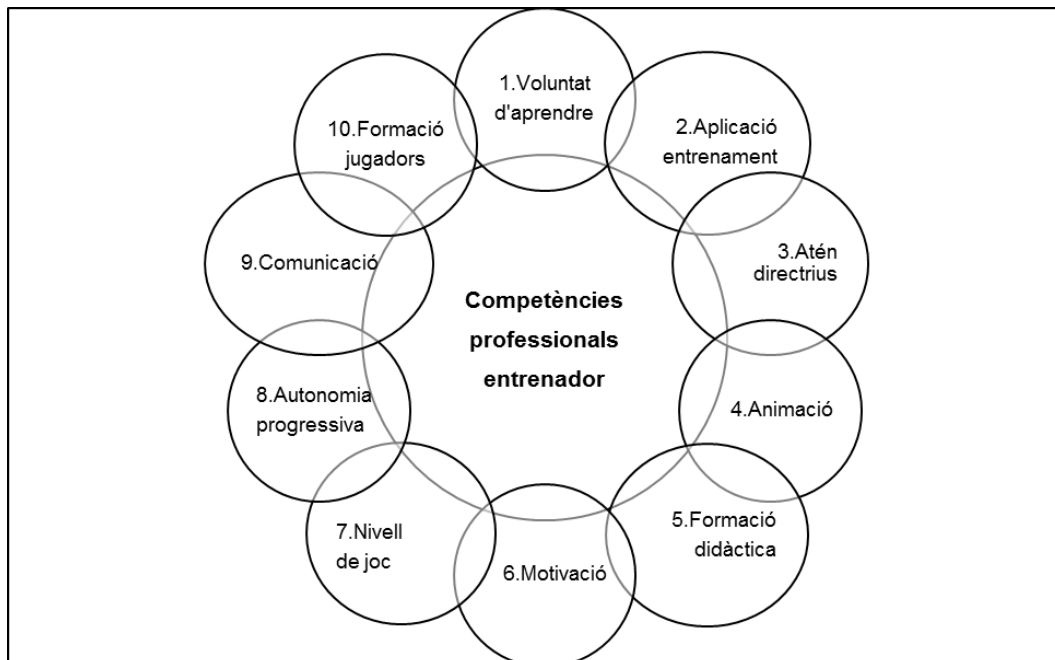 1.Voluntat
d'aprendre
2.Aplicació
entrenament
3.Atén
directrius
4.Animació
5.Formació
didàctica
6.Motivació
7.Nivell
de joc
8.Autonomia
progressiva
9.Comunicació
10.Formació
jugadors
Competències
professionals
entrenador